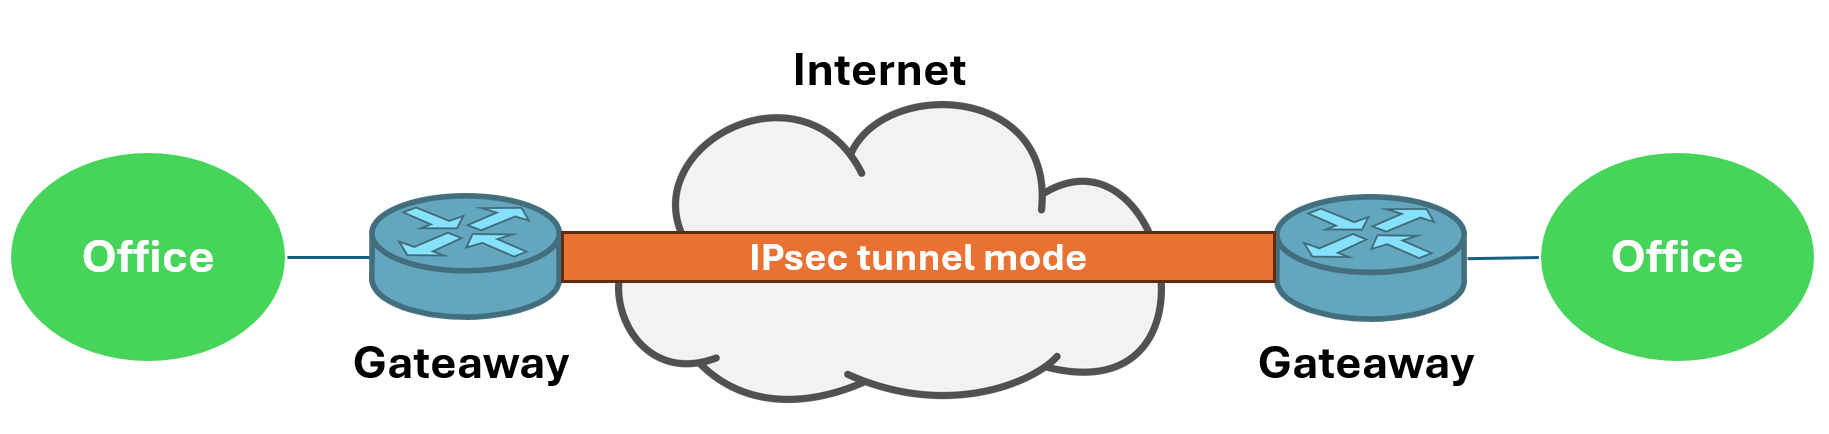 Internet
Office
IPsec tunnel mode
Office
Gateaway
Gateaway